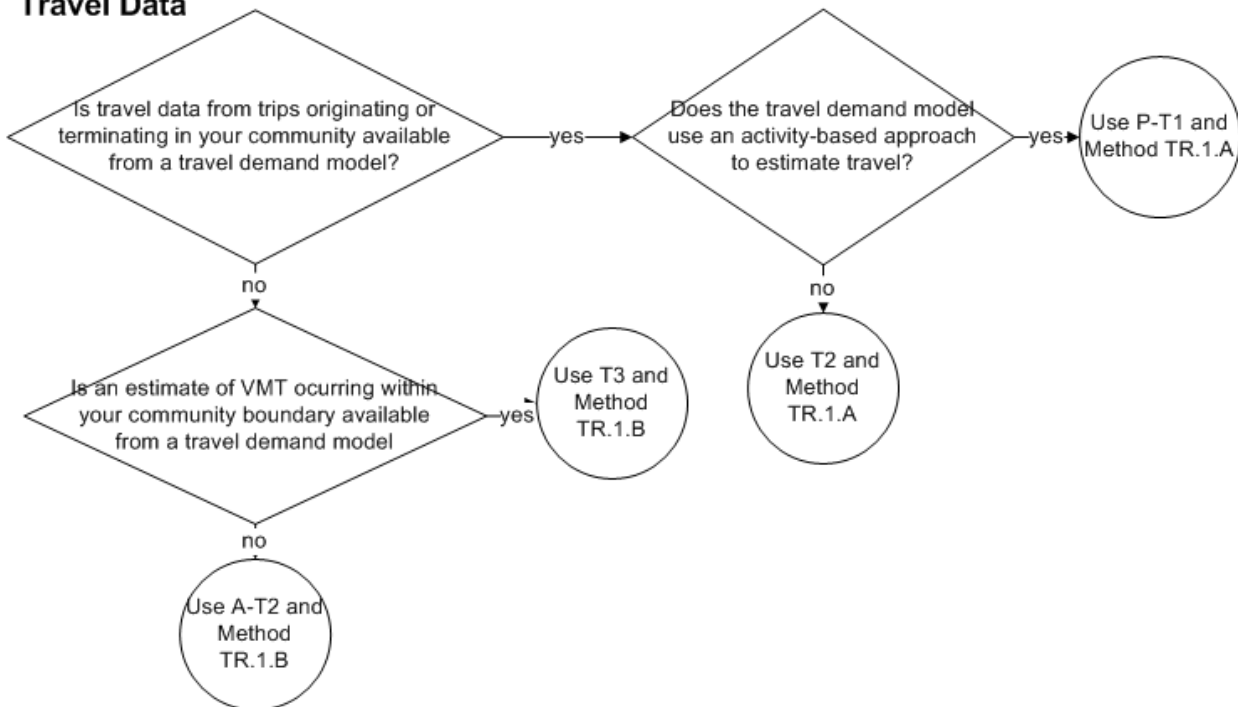 Travel Data
Is travel data from trips originating or
terminating in your community available
from a travel demand model?
yes
Does the travel demand model
use an activity-based approach
to estimate travel?
yes
Use P-T1 and
Method TR.1.A
no
no
Use T2 and
Method
TR.1.A
Is an estimate of VMT ocurring within
your community boundary available
from a travel demand model
yes
Use T3 and
Method
TR.1.B
no
Use A-T2 and
Method
TR.1.B